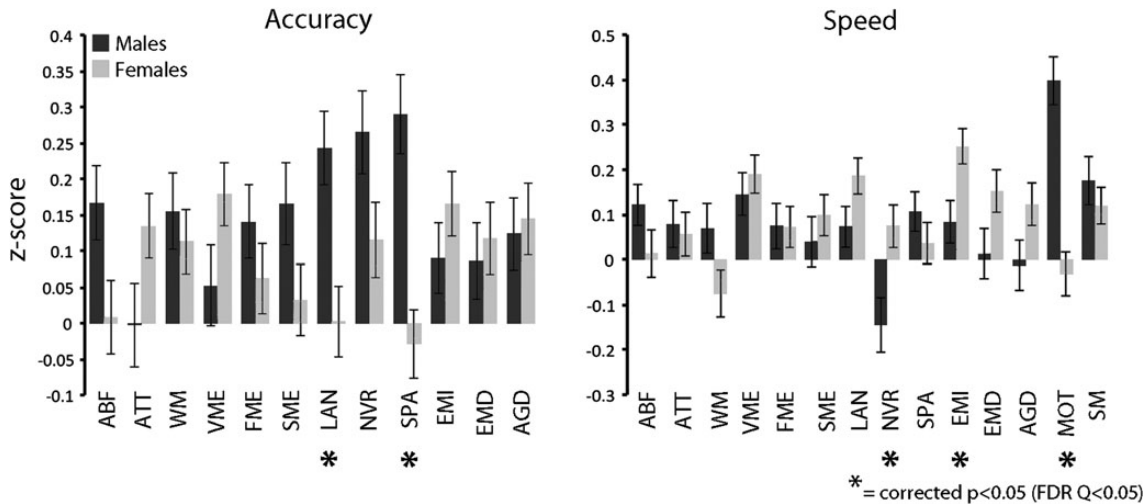 Accuracy
Speed
Males
Females
z-score
0.4
0.35
0.3
0.25
0.2
0.15
0.1
0.05
0
-0.05
-0.1
ABF
ATT
WM
VME
FME
SME
LAN
NVR
SPA
EMI
EMD
AGD
*
*
0.5
0.4
0.3
0.2
0.1
0
-0.1
-0.2
-0.3
ABF
ATT
WM
VME
FME
SME
LAN
NVR
SPA
EMI
EMD
AGD
MOT
SM
*
*
*
*= corrected p<0.05 (FDR Q<0.05)